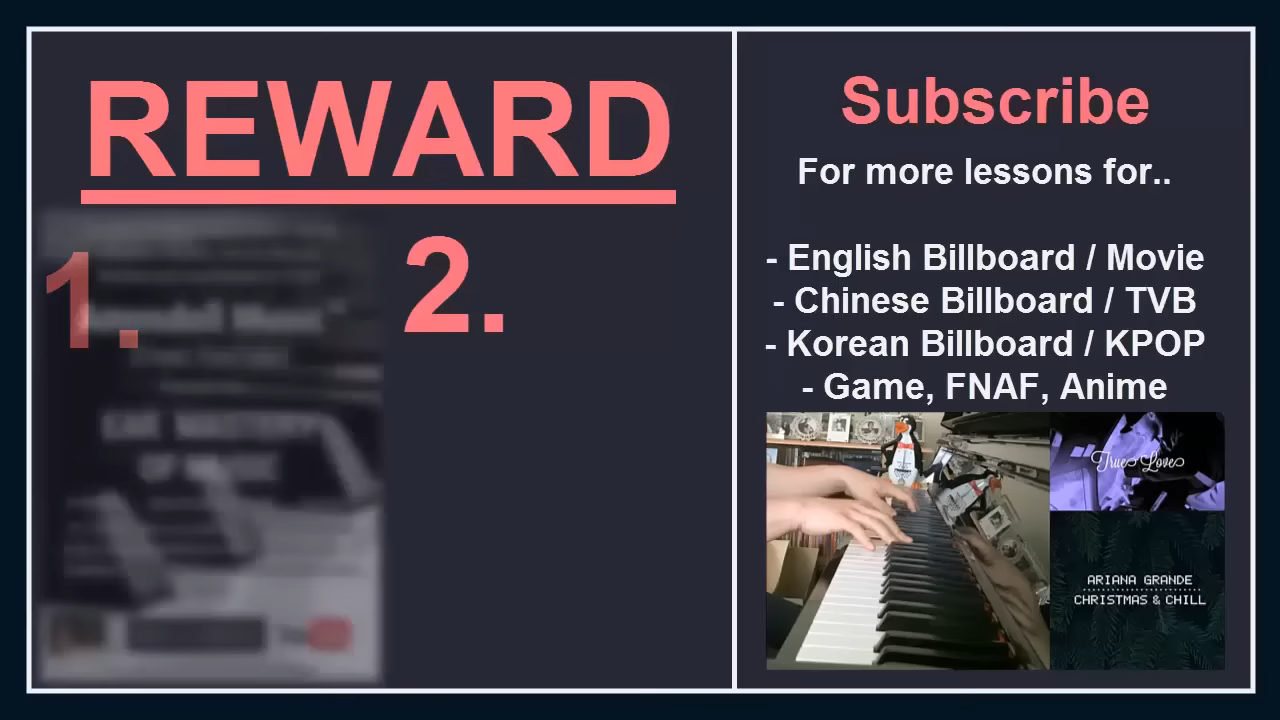 REWARD
1.
2.
Subscribe
For more lessons for..
- English Billboard / Movie
- Chinese Billboard / TVB
- Korean Billboard / KPOP
- Game, FNAF, Anime
True Love
ARIANA GRANDE
CHRISTMAS & CHILL